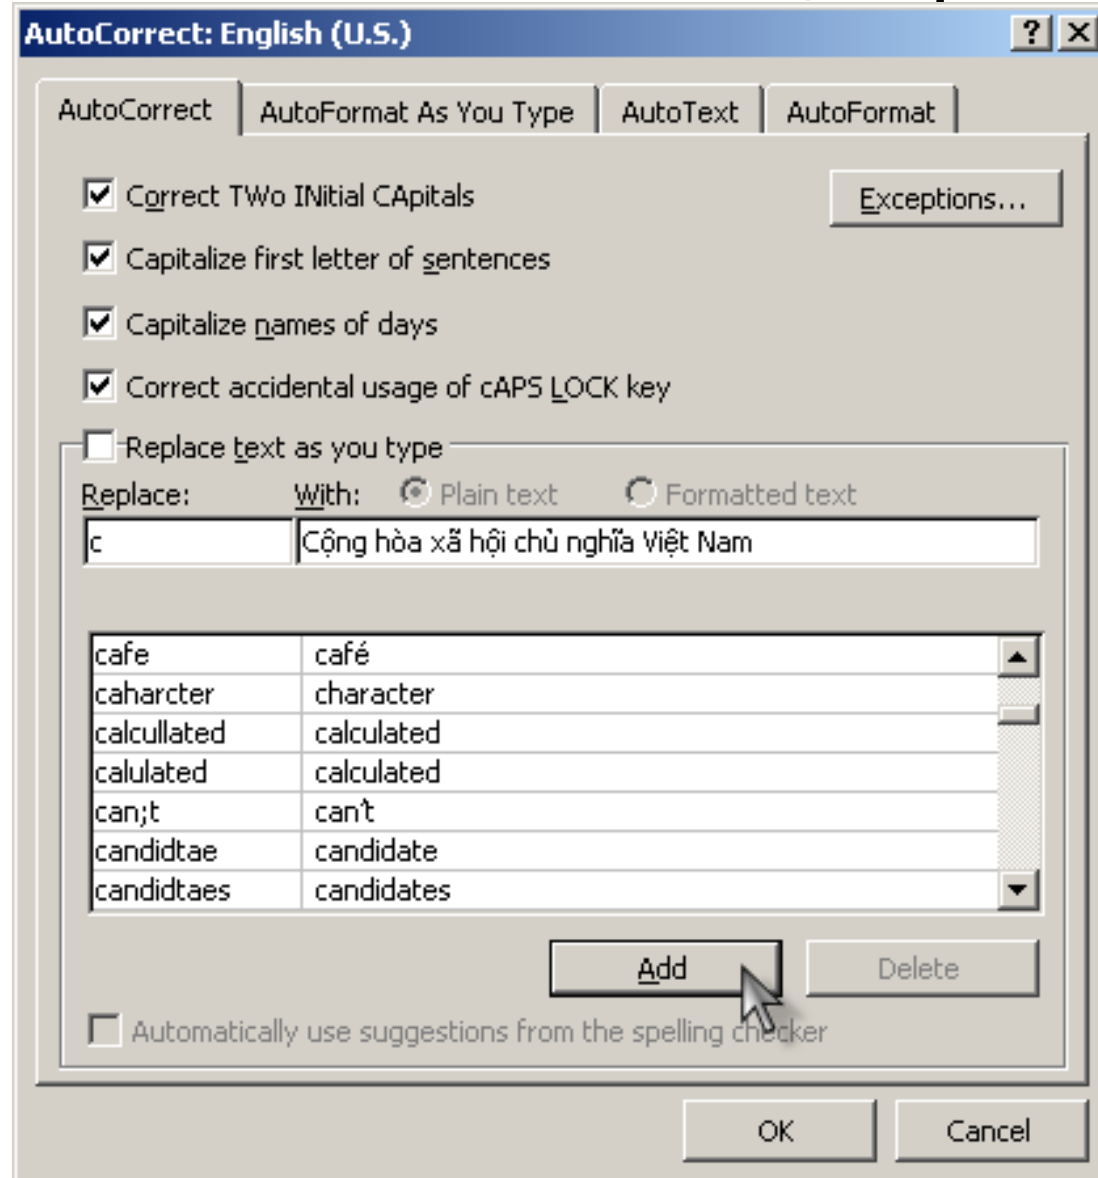 AutoCorrect: English (U.S.)
AutoCorrect AutoFormat As You Type AutoText AutoFormat
Correct TWo INitial CApitals Exceptions...
Capitalize first letter of sentences
Capitalize names of days
Correct accidental usage of cAPS LOCK key
Replace text as you type
Replace: With: Plain text Formatted text
c Cộng hòa xã hội chủ nghĩa Việt Nam
cafe café
caharcter character
calcullated calculated
calulated calculated
can;t can't
candidtae candidate
candidtaes candidates
Add Delete
Automatically use suggestions from the spelling checker
OK Cancel